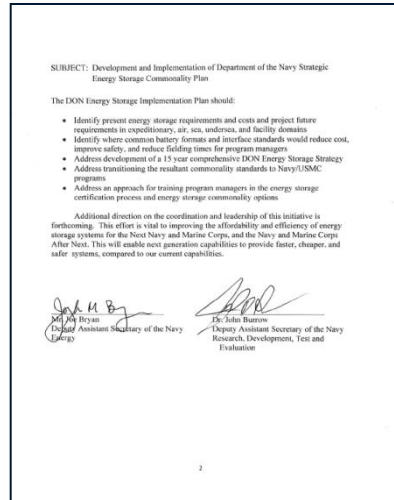 SUBJECT: Development and Implementation of Department of the Navy Strategic
Energy Storage Commonality Plan
The DON Energy Storage Implementation Plan should:
• Identify present energy storage requirements and costs and project future
requirements in expeditionary, air, sea, undersea, and facility domains
• Identify where common battery formats and interface standards would reduce cost,
improve safety, and reduce fielding times for program managers
• Address development of a 15 year comprehensive DON Energy Storage Strategy
• Address transitioning the resultant commonality standards to Navy/USMC
programs
• Address an approach for training program managers in the energy storage
certification process and energy storage commonality options
Additional direction on the coordination and leadership of this initiative is
forthcoming. This effort is vital to improving the affordability and efficiency of energy
storage systems for the Next Navy and Marine Corps, and the Navy and Marine Corps
After Next. This will enable next generation capabilities to provide faster, cheaper, and
safer systems, compared to our current capabilities.
Mr. Joe Bryan
Deputy Assistant Secretary of the Navy
Energy
Dr. John Burrow
Deputy Assistant Secretary of the Navy
Research, Development, Test and
Evaluation
2